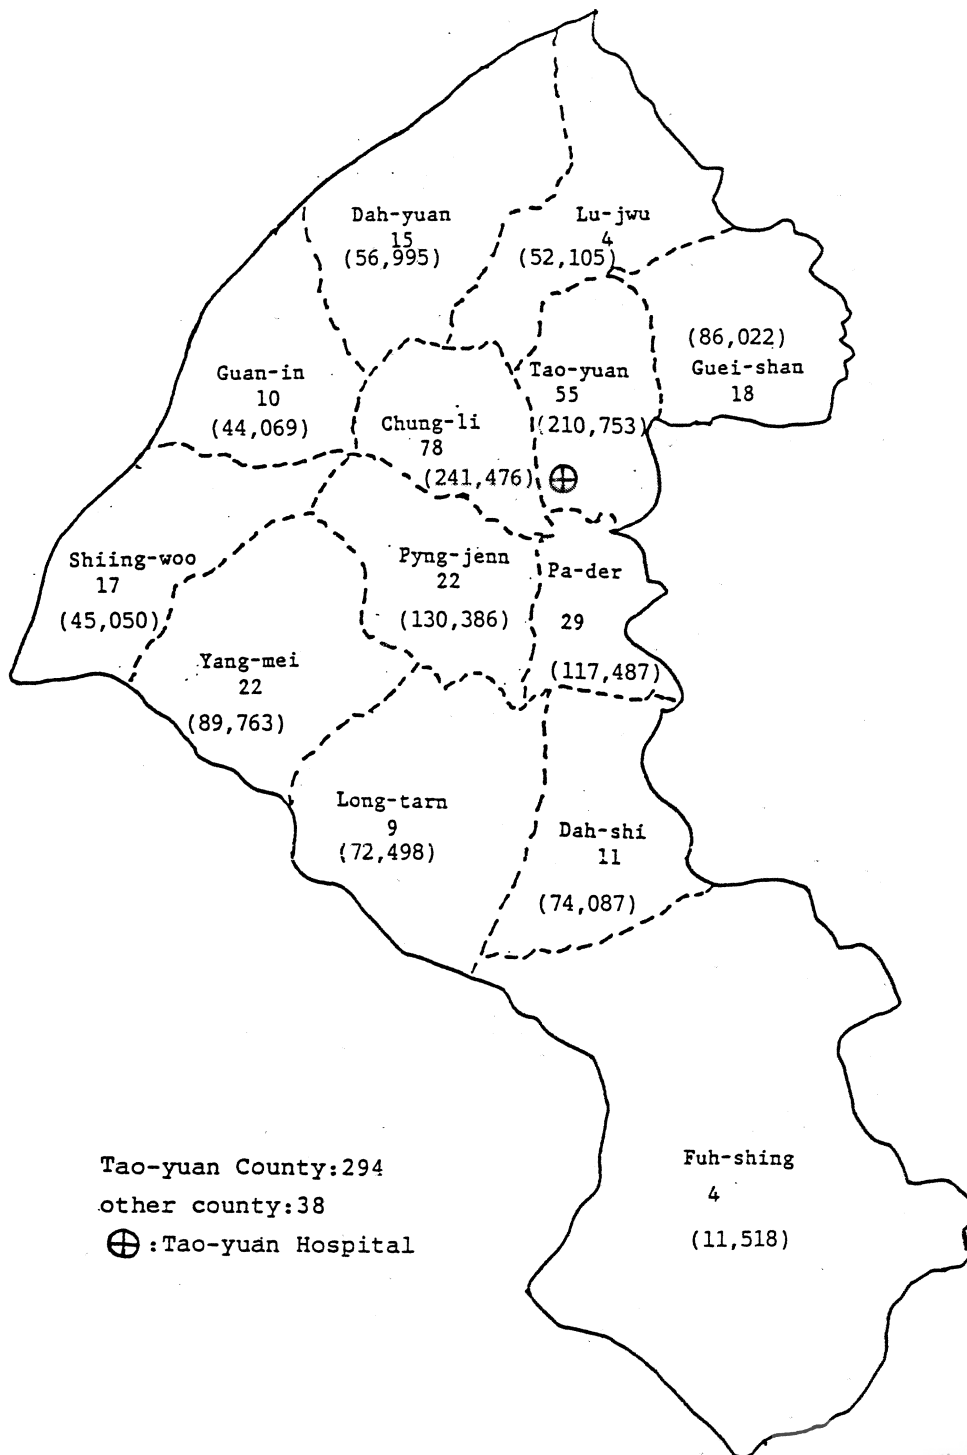 Dah-yuan
15
(56,995)
Lu-jwu
4
(52,105)
(86,022)
Guei-shan
18
Guan-in
10
(44,069)
Chung-li
78
(241,476)
Tao-yuan
55
(210,753)
Shiing-woo
17
(45,050)
Pyng-jenn
22
(130,386)
Pa-der
29
(117,487)
Yang-mei
22
(89,763)
Long-tarn
9
(72,498)
Dah-shi
11
(74,087)
Fuh-shing
4
(11,518)
Tao-yuan County:294
other county:38
:Tao-yuan Hospital